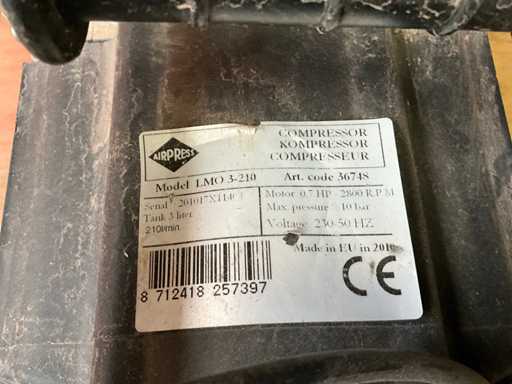 AIRPRESS
COMPRESSOR
KOMPRESSOR
COMPRESSEUR
Model LMO 3-210 Art. code 36748
Motor 0.7 HP - 2800 R.P.M
Serial
Max. pressure 10 bar
Tank 3 liter
210l/min.
Voltage 230-50 HZ
Made in EU in
CE
8 712418 257397